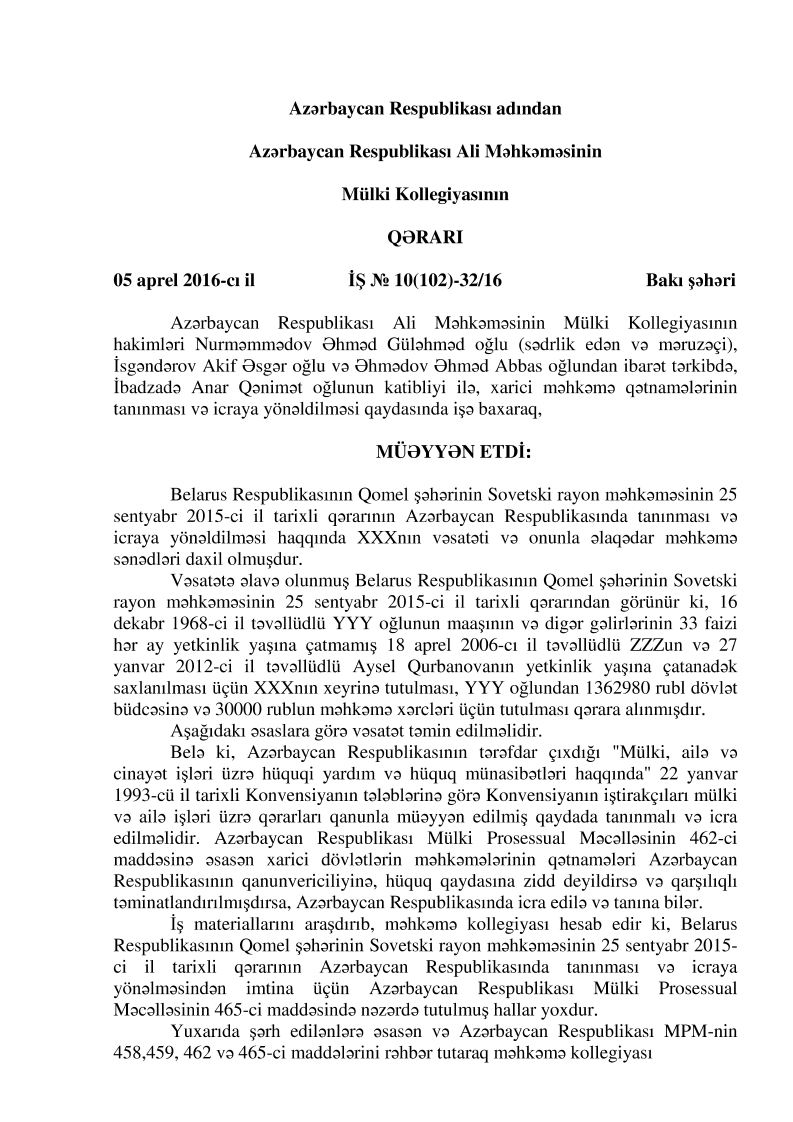 Azərbaycan Respublikası adından
Azərbaycan Respublikası Ali Məhkəməsinin
Mülki Kollegiyasının
QƏRARI
05 aprel 2016-cı il İŞ № 10(102)-32/16 Bakı şəhəri
Azərbaycan Respublikası Ali Məhkəməsinin Mülki Kollegiyasının
hakimləri Nurməmmədov Əhməd Güləhməd oğlu (sədrlik edən və məruzəçi),
İsgəndərov Akif Əsgər oğlu və Əhmədov Əhməd Abbas oğlundan ibarət tərkibdə,
İbadzadə Anar Qənimət oğlunun katibliyi ilə, xarici məhkəmə qətnamələrinin
tanınması və icraya yönəldilməsi qaydasında işə baxaraq,
MÜƏYYƏN ETDİ:
Belarus Respublikasının Qomel şəhərinin Sovetski rayon məhkəməsinin 25
sentyabr 2015-ci il tarixli qərarının Azərbaycan Respublikasında tanınması və
icraya yönəldilməsi haqqında XXXnın vəsatəti və onunla əlaqədar məhkəmə
sənədləri daxil olmuşdur.
Vəsatətə əlavə olunmuş Belarus Respublikasının Qomel şəhərinin Sovetski
rayon məhkəməsinin 25 sentyabr 2015-ci il tarixli qərarından görünür ki, 16
dekabr 1968-ci il təvəllüdlü YYY oğlunun maaşının və digər gəlirlərinin 33 faizi
hər ay yetkinlik yaşına çatmamış 18 aprel 2006-cı il təvəllüdlü ZZZun və 27
yanvar 2012-ci il təvəllüdlü Aysel Qurbanovanın yetkinlik yaşına çatanadək
saxlanılması üçün XXXnın xeyrinə tutulması, YYY oğlundan 1362980 rubl dövlət
büdcəsinə və 30000 rublun məhkəmə xərcləri üçün tutulması qərara alınmışdır.
Aşağıdakı əsaslara görə vəsatət təmin edilməlidir.
Belə ki, Azərbaycan Respublikasının tərəfdar çıxdığı "Mülki, ailə və
cinayət işləri üzrə hüquqi yardım və hüquq münasibətləri haqqında" 22 yanvar
1993-cü il tarixli Konvensiyanın tələblərinə görə Konvensiyanın iştirakçıları mülki
və ailə işləri üzrə qərarları qanunla müəyyən edilmiş qaydada tanınmalı və icra
edilməlidir. Azərbaycan Respublikası Mülki Prosessual Məcəlləsinin 462-ci
maddəsinə əsasən xarici dövlətlərin məhkəmələrinin qətnamələri Azərbaycan
Respublikasının qanunvericiliyinə, hüquq qaydasına zidd deyildirsə və qarşılıqlı
təminatlandırılmışdırsa, Azərbaycan Respublikasında icra edilə və tanına bilər.
İş materiallarını araşdırıb, məhkəmə kollegiyası hesab edir ki, Belarus
Respublikasının Qomel şəhərinin Sovetski rayon məhkəməsinin 25 sentyabr 2015-
ci il tarixli qərarının Azərbaycan Respublikasında tanınması və icraya
yönəlməsindən imtina üçün Azərbaycan Respublikası Mülki Prosessual
Məcəlləsinin 465-ci maddəsində nəzərdə tutulmuş hallar yoxdur.
Yuxarıda şərh edilənlərə əsasən və Azərbaycan Respublikası MPM-nin
458,459, 462 və 465-ci maddələrini rəhbər tutaraq məhkəmə kollegiyası